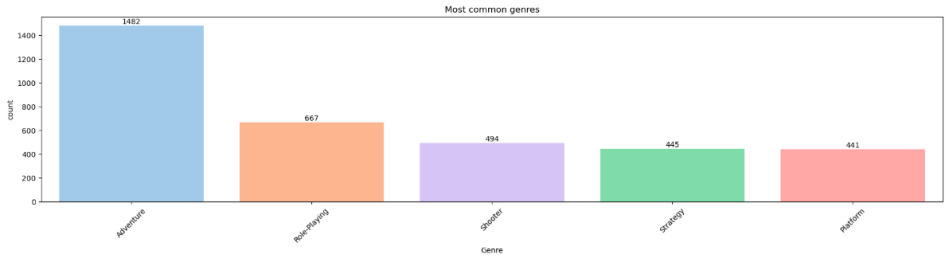 Most common genres
count
1400
1200
1000
800
600
400
200
0
1482
667
494
445
441
Adventure
Role-Playing
Shooter
Strategy
Platform
Genre